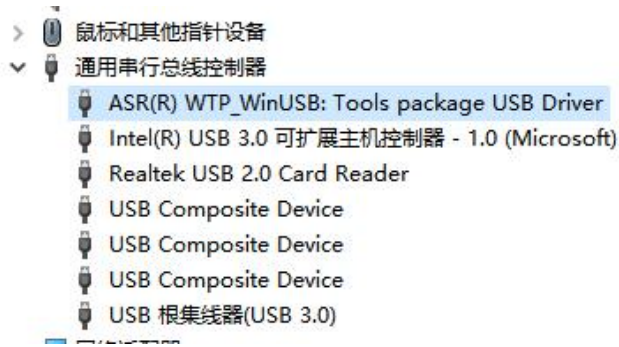 鼠标和其他指针设备
通用串行总线控制器
ASR(R) WTP_WinUSB: Tools package USB Driver
Intel(R) USB 3.0 可扩展主机控制器 - 1.0 (Microsoft)
Realtek USB 2.0 Card Reader
USB Composite Device
USB Composite Device
USB Composite Device
USB 根集线器(USB 3.0)